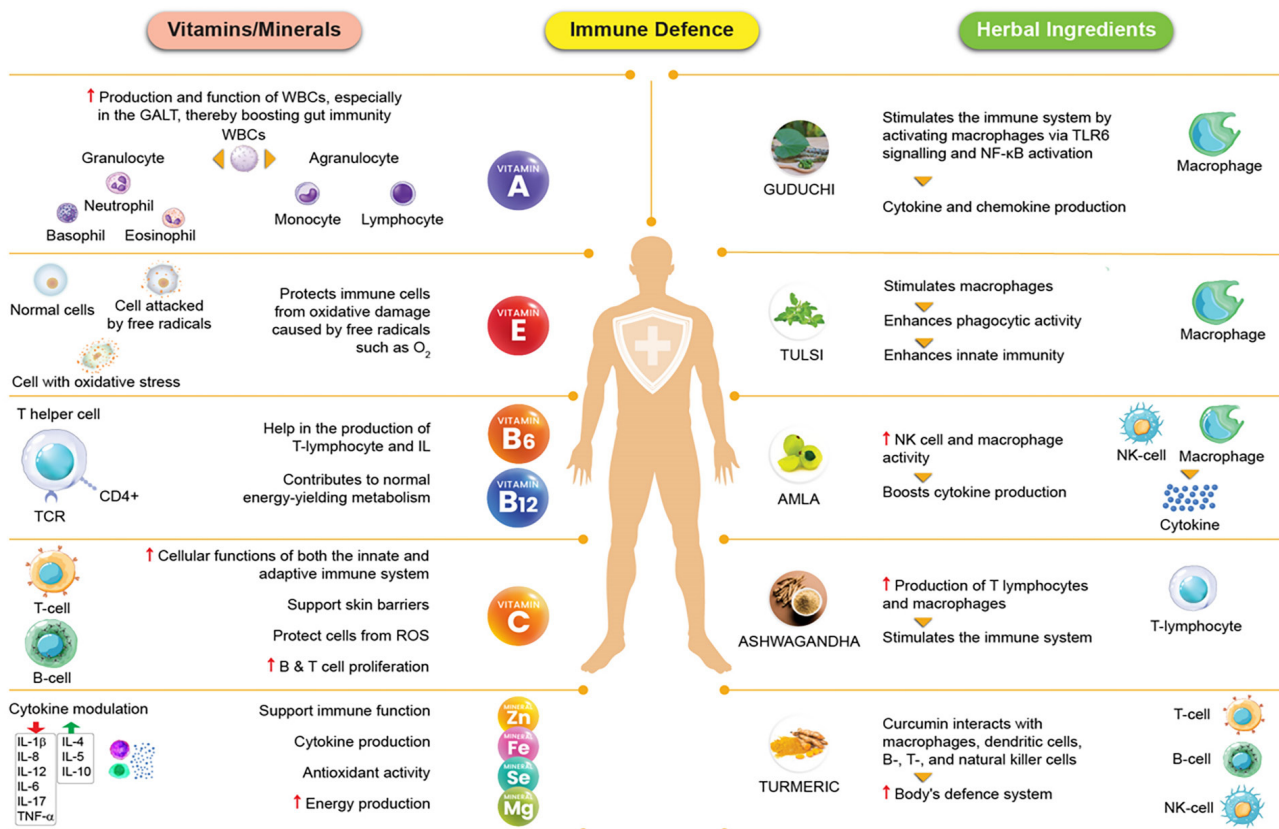 Vitamins/Minerals
Immune Defence
Herbal Ingredients
↑ Production and function of WBCs, especially
in the GALT, thereby boosting gut immunity
WBCs
Granulocyte
Agranulocyte
Neutrophil
Basophil
Eosinophil
Monocyte
Lymphocyte
VITAMIN
A
GUDUCHI
Stimulates the immune system by
activating macrophages via TLR6
signalling and NF-κB activation
Cytokine and chemokine production
Macrophage
Normal cells
Cell attacked
by free radicals
Cell with oxidative stress
Protects immune cells
from oxidative damage
caused by free radicals
such as O2
VITAMIN
E
TULSI
Stimulates macrophages
Enhances phagocytic activity
Enhances innate immunity
Macrophage
T helper cell
CD4+
TCR
Help in the production of
T-lymphocyte and IL
Contributes to normal
energy-yielding metabolism
VITAMIN
B6
VITAMIN
B12
AMLA
↑ NK cell and macrophage
activity
Boosts cytokine production
NK-cell
Macrophage
Cytokine
T-cell
B-cell
↑ Cellular functions of both the innate and
adaptive immune system
Support skin barriers
Protect cells from ROS
↑ B & T cell proliferation
VITAMIN
C
ASHWAGANDHA
↑ Production of T lymphocytes
and macrophages
Stimulates the immune system
T-lymphocyte
Cytokine modulation
IL-1β
IL-8
IL-12
IL-6
IL-17
TNF-α
IL-4
IL-5
IL-10
Support immune function
Cytokine production
Antioxidant activity
↑ Energy production
MINERAL
Zn
MINERAL
Fe
MINERAL
Se
MINERAL
Mg
TURMERIC
Curcumin interacts with
macrophages, dendritic cells,
B-, T-, and natural killer cells
↑ Body's defence system
T-cell
B-cell
NK-cell